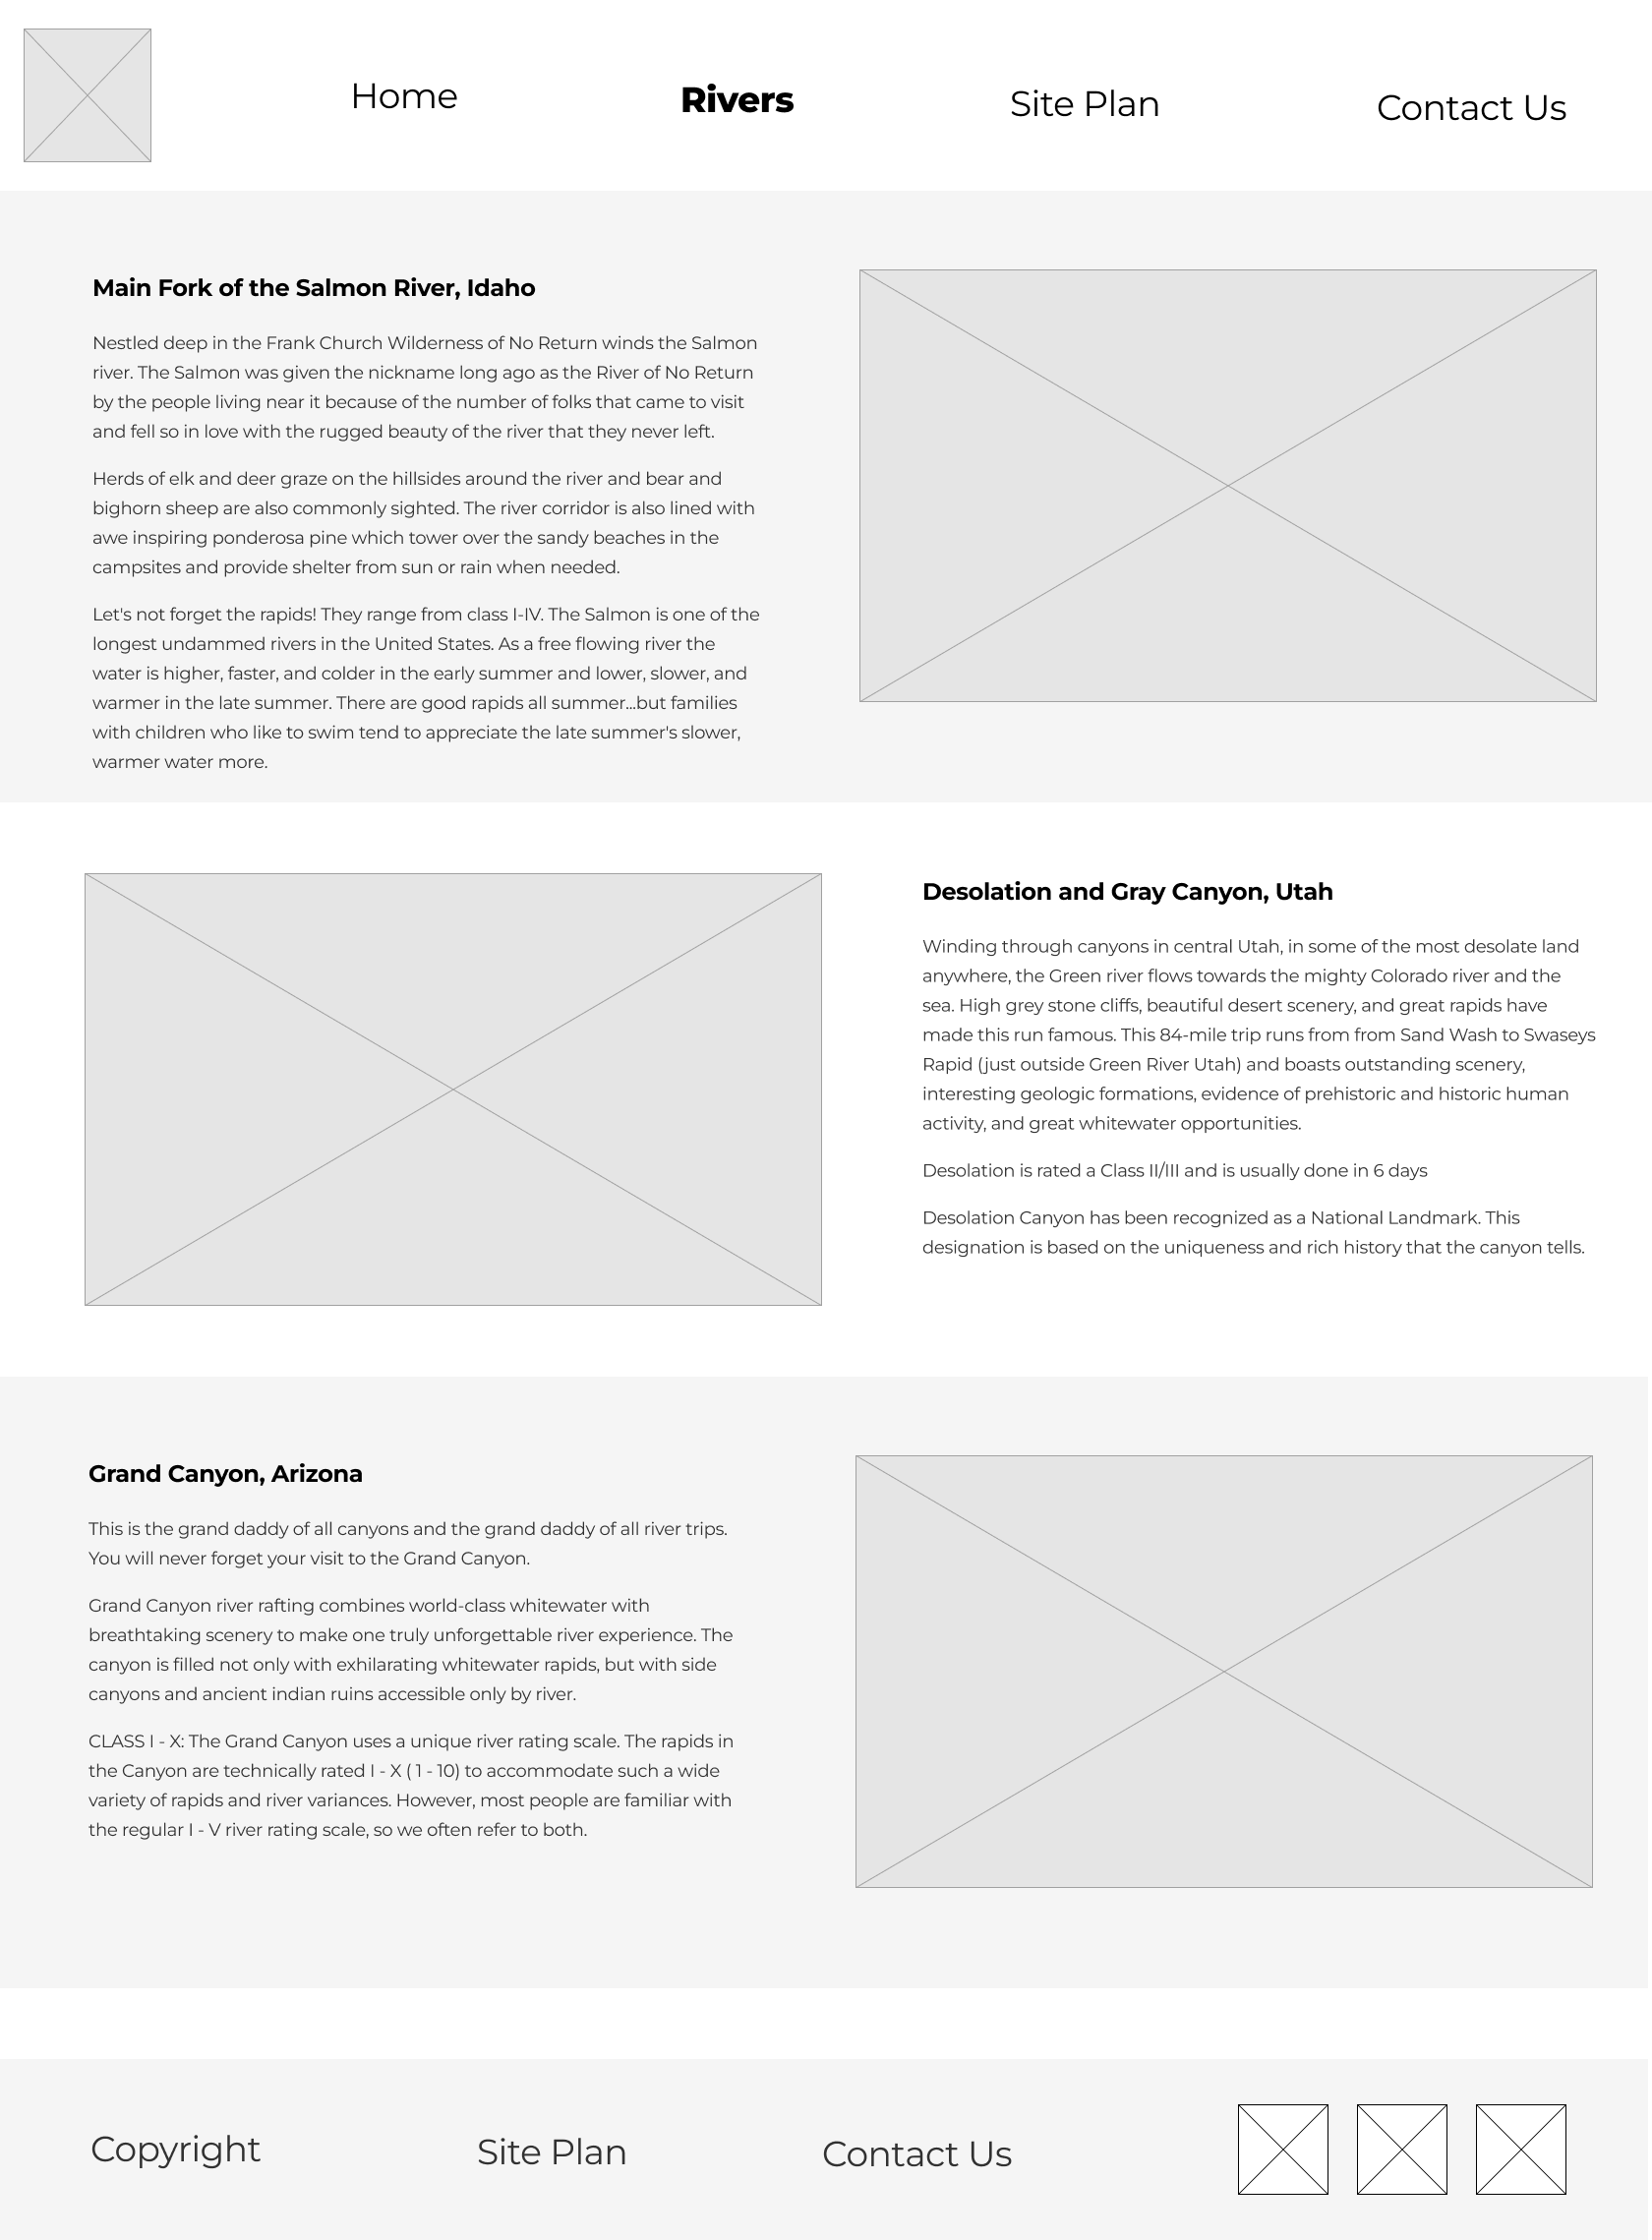 Home
Rivers
Site Plan
Contact Us
Main Fork of the Salmon River, Idaho
Nestled deep in the Frank Church Wilderness of No Return winds the Salmon
river. The Salmon was given the nickname long ago as the River of No Return
by the people living near it because of the number of folks that came to visit
and fell so in love with the rugged beauty of the river that they never left.
Herds of elk and deer graze on the hillsides around the river and bear and
bighorn sheep are also commonly sighted. The river corridor is also lined with
awe inspiring ponderosa pine which tower over the sandy beaches in the
campsites and provide shelter from sun or rain when needed.
Let's not forget the rapids! They range from class I-IV. The Salmon is one of the
longest undammed rivers in the United States. As a free flowing river the
water is higher, faster, and colder in the early summer and lower, slower, and
warmer in the late summer. There are good rapids all summer...but families
with children who like to swim tend to appreciate the late summer's slower,
warmer water more.
Desolation and Gray Canyon, Utah
Winding through canyons in central Utah, in some of the most desolate land
anywhere, the Green river flows towards the mighty Colorado river and the
sea. High grey stone cliffs, beautiful desert scenery, and great rapids have
made this run famous. This 84-mile trip runs from from Sand Wash to Swaseys
Rapid (just outside Green River Utah) and boasts outstanding scenery,
interesting geologic formations, evidence of prehistoric and historic human
activity, and great whitewater opportunities.
Desolation is rated a Class II/III and is usually done in 6 days
Desolation Canyon has been recognized as a National Landmark. This
designation is based on the uniqueness and rich history that the canyon tells.
Grand Canyon, Arizona
This is the grand daddy of all canyons and the grand daddy of all river trips.
You will never forget your visit to the Grand Canyon.
Grand Canyon river rafting combines world-class whitewater with
breathtaking scenery to make one truly unforgettable river experience. The
canyon is filled not only with exhilarating whitewater rapids, but with side
canyons and ancient indian ruins accessible only by river.
CLASS I - X: The Grand Canyon uses a unique river rating scale. The rapids in
the Canyon are technically rated I - X ( 1 - 10) to accommodate such a wide
variety of rapids and river variances. However, most people are familiar with
the regular I - V river rating scale, so we often refer to both.
Copyright
Site Plan
Contact Us